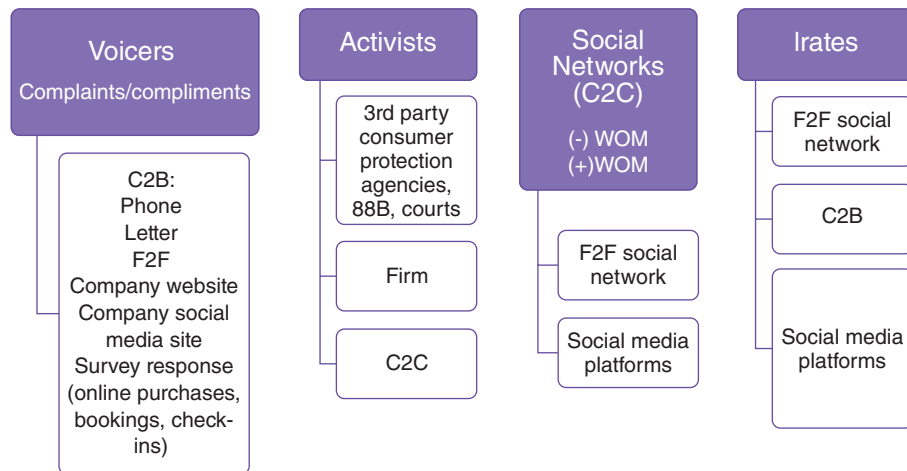 Voicers
Complaints/compliments
C2B:
Phone
Letter
F2F
Company website
Company social
media site
Survey response
(online purchases,
bookings, check-
ins)
Activists
3rd party
consumer
protection
agencies,
88B, courts
Firm
C2C
Social
Networks
(C2C)
(-) WOM
(+)WOM
F2F social
network
Social media
platforms
Irates
F2F social
network
C2B
Social media
platforms